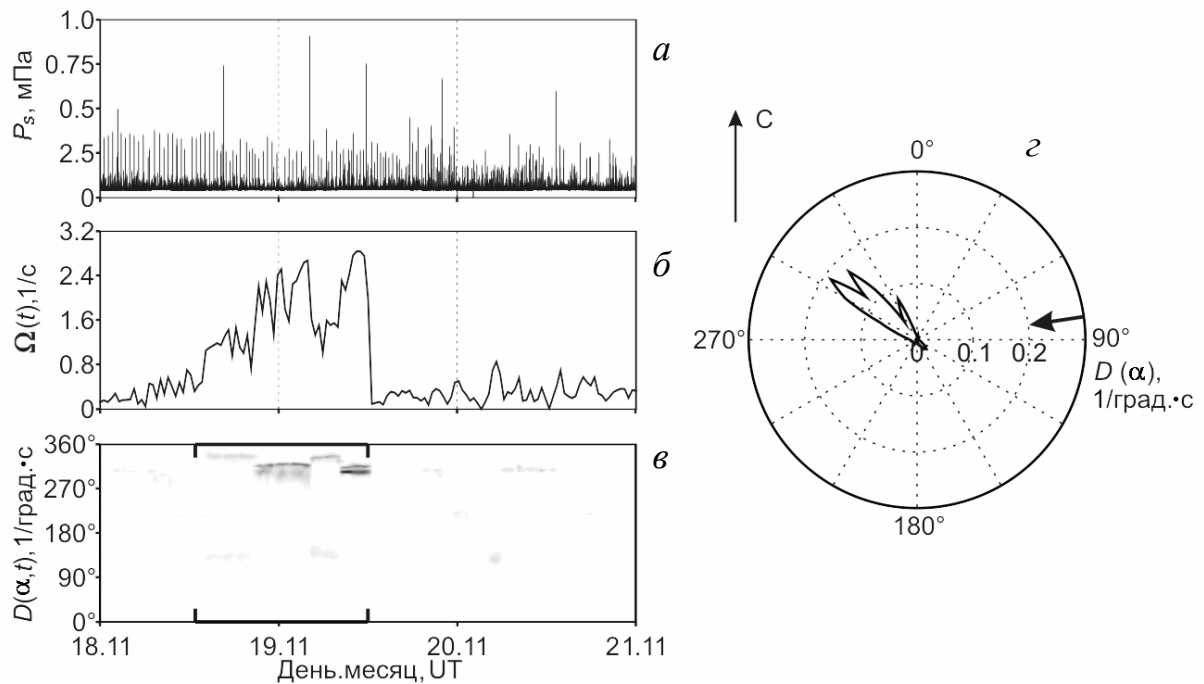 1.0
0.75
0.5
2.5
0
P_s, мПа
а
3.2
2.4
1.6
0.8
0
Ω(t),1/с
б
360°
270°
180°
90°
0°
D(α,t),1/град.•с
в
18.11 19.11 20.11 21.11
День.месяц, UT
С
г
0°
270°
90°
180°
0 0.1 0.2
D (α),
1/град.•с